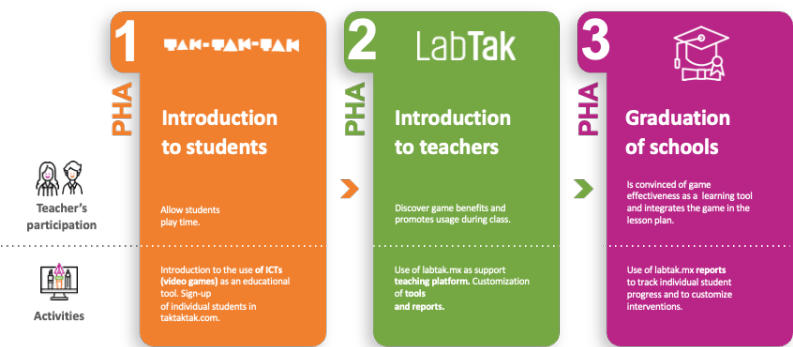 1
TAK-TAK-TAK
PHA
Introduction
to students
Allow students
play time.
Introduction to the use of ICTs
(video games) as an educational
tool. Sign-up
of individual students in
taktaktak.com.
2
LabTak
PHA
Introduction
to teachers
Discover game benefits and
promotes usage during class.
Use of labtak.mx as support
teaching platform. Customization
of tools
and reports.
3
PHA
Graduation
of schools
Is convinced of game
effectiveness as a learning tool
and integrates the game in the
lesson plan.
Use of labtak.mx reports
to track individual student
progress and to customize
interventions.
Teacher's
participation
Activities